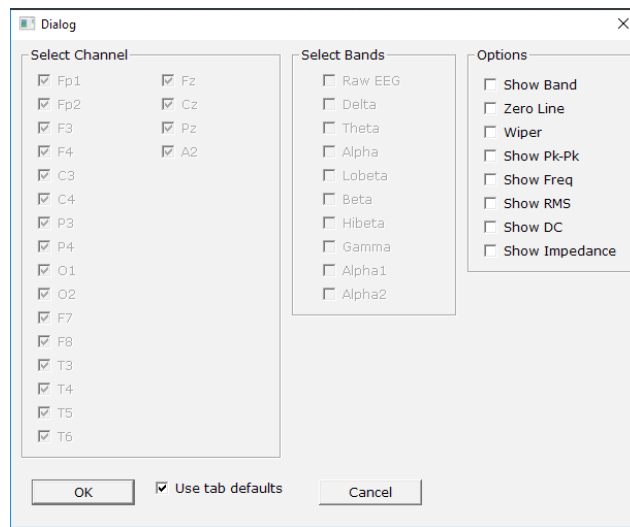 Dialog
Select Channel
Fp1
Fp2
F3
F4
C3
C4
P3
P4
O1
O2
F7
F8
T3
T4
T5
T6
Fz
Cz
Pz
A2
Select Bands
Raw EEG
Delta
Theta
Alpha
Lobeta
Beta
Hibeta
Gamma
Alpha1
Alpha2
Options
Show Band
Zero Line
Wiper
Show Pk-Pk
Show Freq
Show RMS
Show DC
Show Impedance
OK
Use tab defaults
Cancel